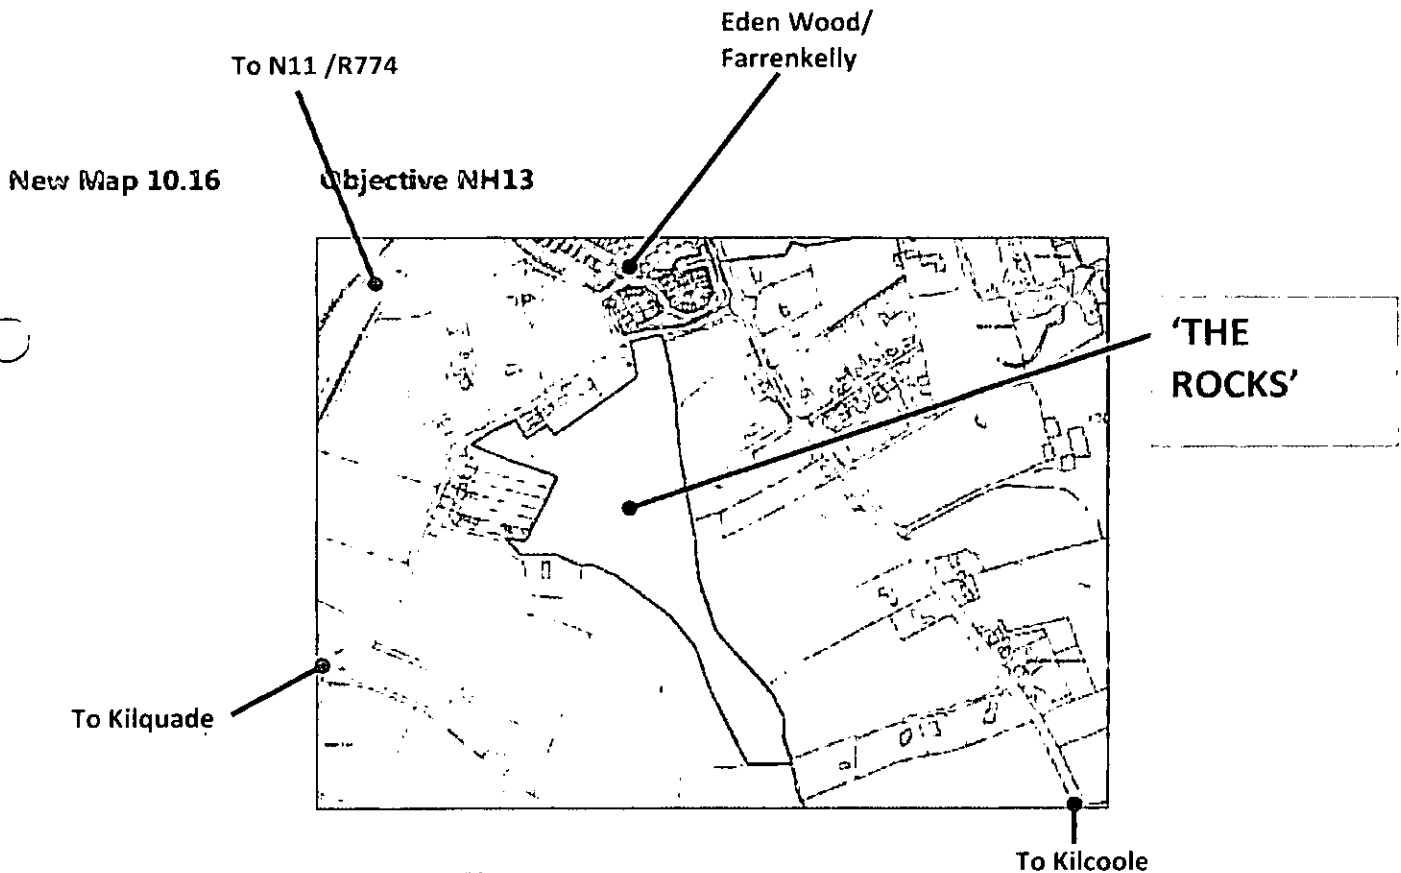 Eden Wood/
Farrenkelly
To N11 /R774
New Map 10.16 Objective NH13
'THE
ROCKS'
To Kilquade
To Kilcoole